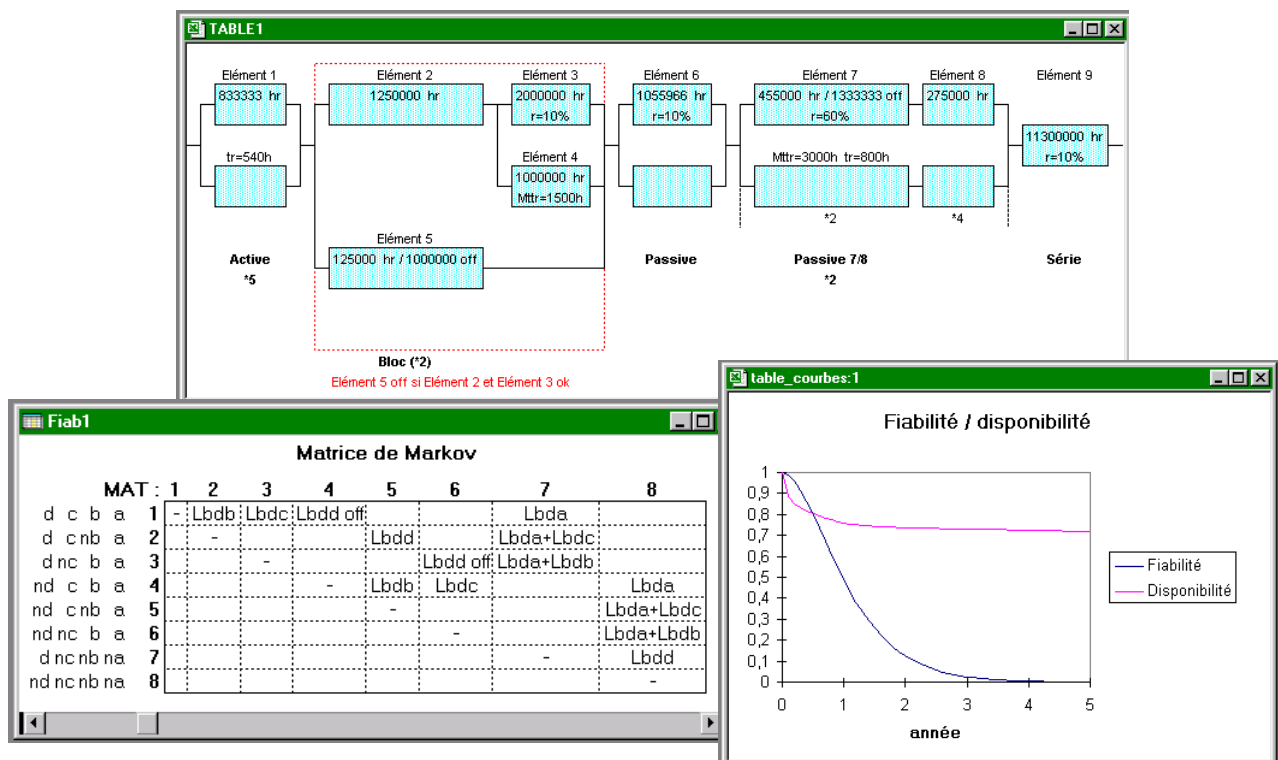 TABLE1
Elément 1 Elément 2 Elément 3 Elément 6 Elément 7 Elément 8 Elément 9
833333 hr 1250000 hr 2000000 hr 1055966 hr 455000 hr / 1333333 off 275000 hr
r=10% r=10% r=60%
11300000 hr
r=10%
tr=540h Elément 4 Mttr=3000h tr=800h
1000000 hr
Mttr=1500h
*2 *4
Elément 5
125000 hr / 1000000 off
Active Passive Passive 7/8 Série
*5 *2
Bloc (*2)
Elément 5 off si Elément 2 et Elément 3 ok
Fiab1
Matrice de Markov
MAT : 1 2 3 4 5 6 7 8
d c b a 1 - Lbdb Lbdc Lbdd off Lbda
d c nb a 2 - Lbdd Lbda+Lbdc
d nc b a 3 - Lbdd off Lbda+Lbdb
nd c b a 4 - Lbdb Lbdc Lbda
nd c nb a 5 - Lbda+Lbdc
nd nc b a 6 - Lbda+Lbdb
d nc nb na 7 - Lbdd
nd nc nb na 8 -
table_courbes:1
Fiabilité / disponibilité
1
0,9
0,8
0,7
0,6
0,5
0,4
0,3
0,2
0,1
0
0 1 2 3 4 5
année
Fiabilité
Disponibilité